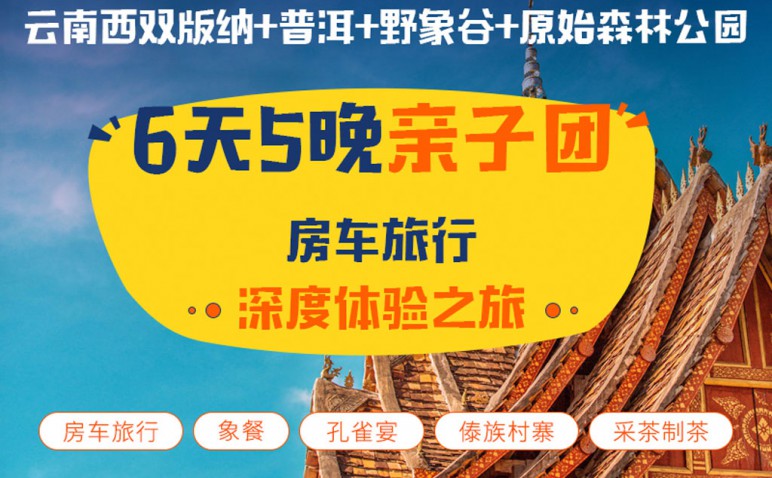 云南西双版纳+普洱+野象谷+原始森林公园
6天5晚亲子团
房车旅行
深度体验之旅
房车旅行 象餐 孔雀宴 傣族村寨 采茶制茶